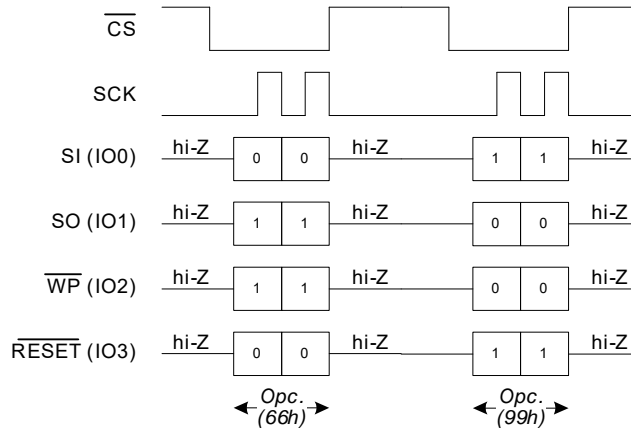 CS
SCK
SI (IO0) hi-Z 0 0 hi-Z 1 1 hi-Z
SO (IO1) hi-Z 1 1 hi-Z 0 0 hi-Z
WP (IO2) hi-Z 1 1 hi-Z 0 0 hi-Z
RESET (IO3) hi-Z 0 0 hi-Z 1 1 hi-Z
Opc. Opc.
(66h) (99h)